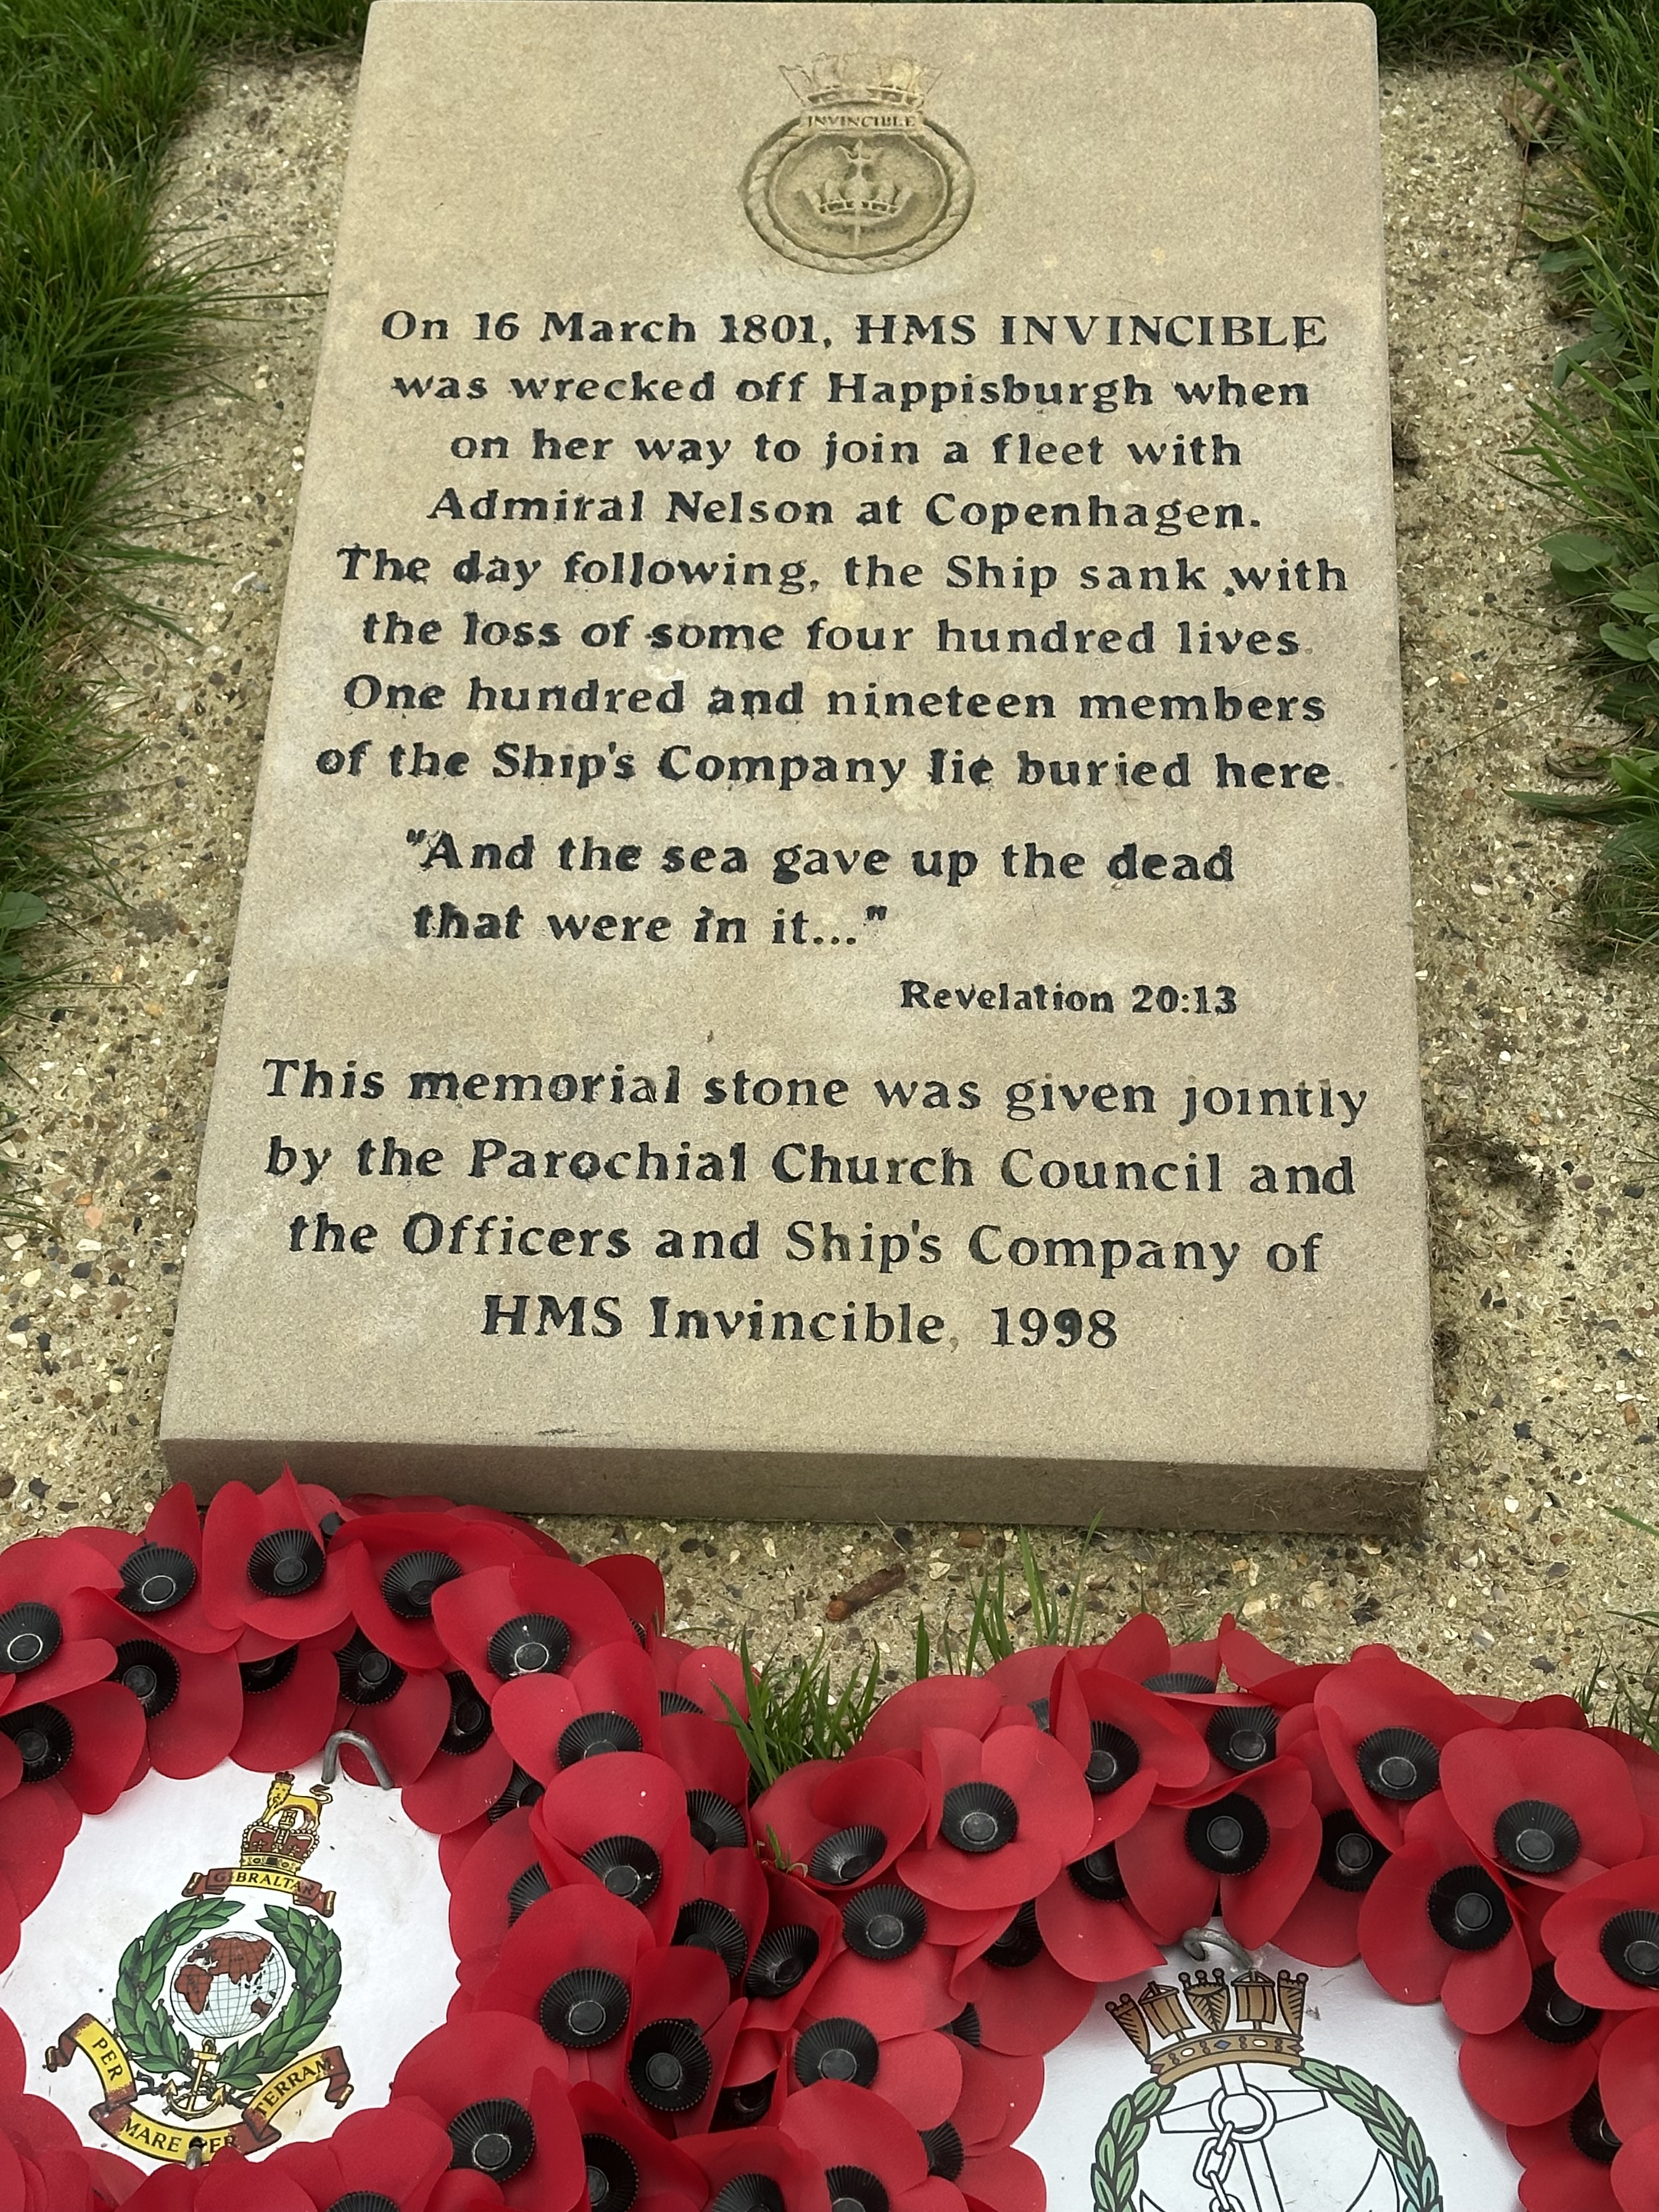 INVINCIBLE
On 16 March 1801, HMS INVINCIBLE
was wrecked off Happisburgh when
on her way to join a fleet with
Admiral Nelson at Copenhagen.
The day following, the Ship sank with
the loss of some four hundred lives.
One hundred and nineteen members
of the Ship's Company lie buried here.
"And the sea gave up the dead
that were in it..."
Revelation 20:13
This memorial stone was given jointly
by the Parochial Church Council and
the Officers and Ship's Company of
HMS Invincible, 1998
GIBRALTAR
PER
MARE PER
TERRAM